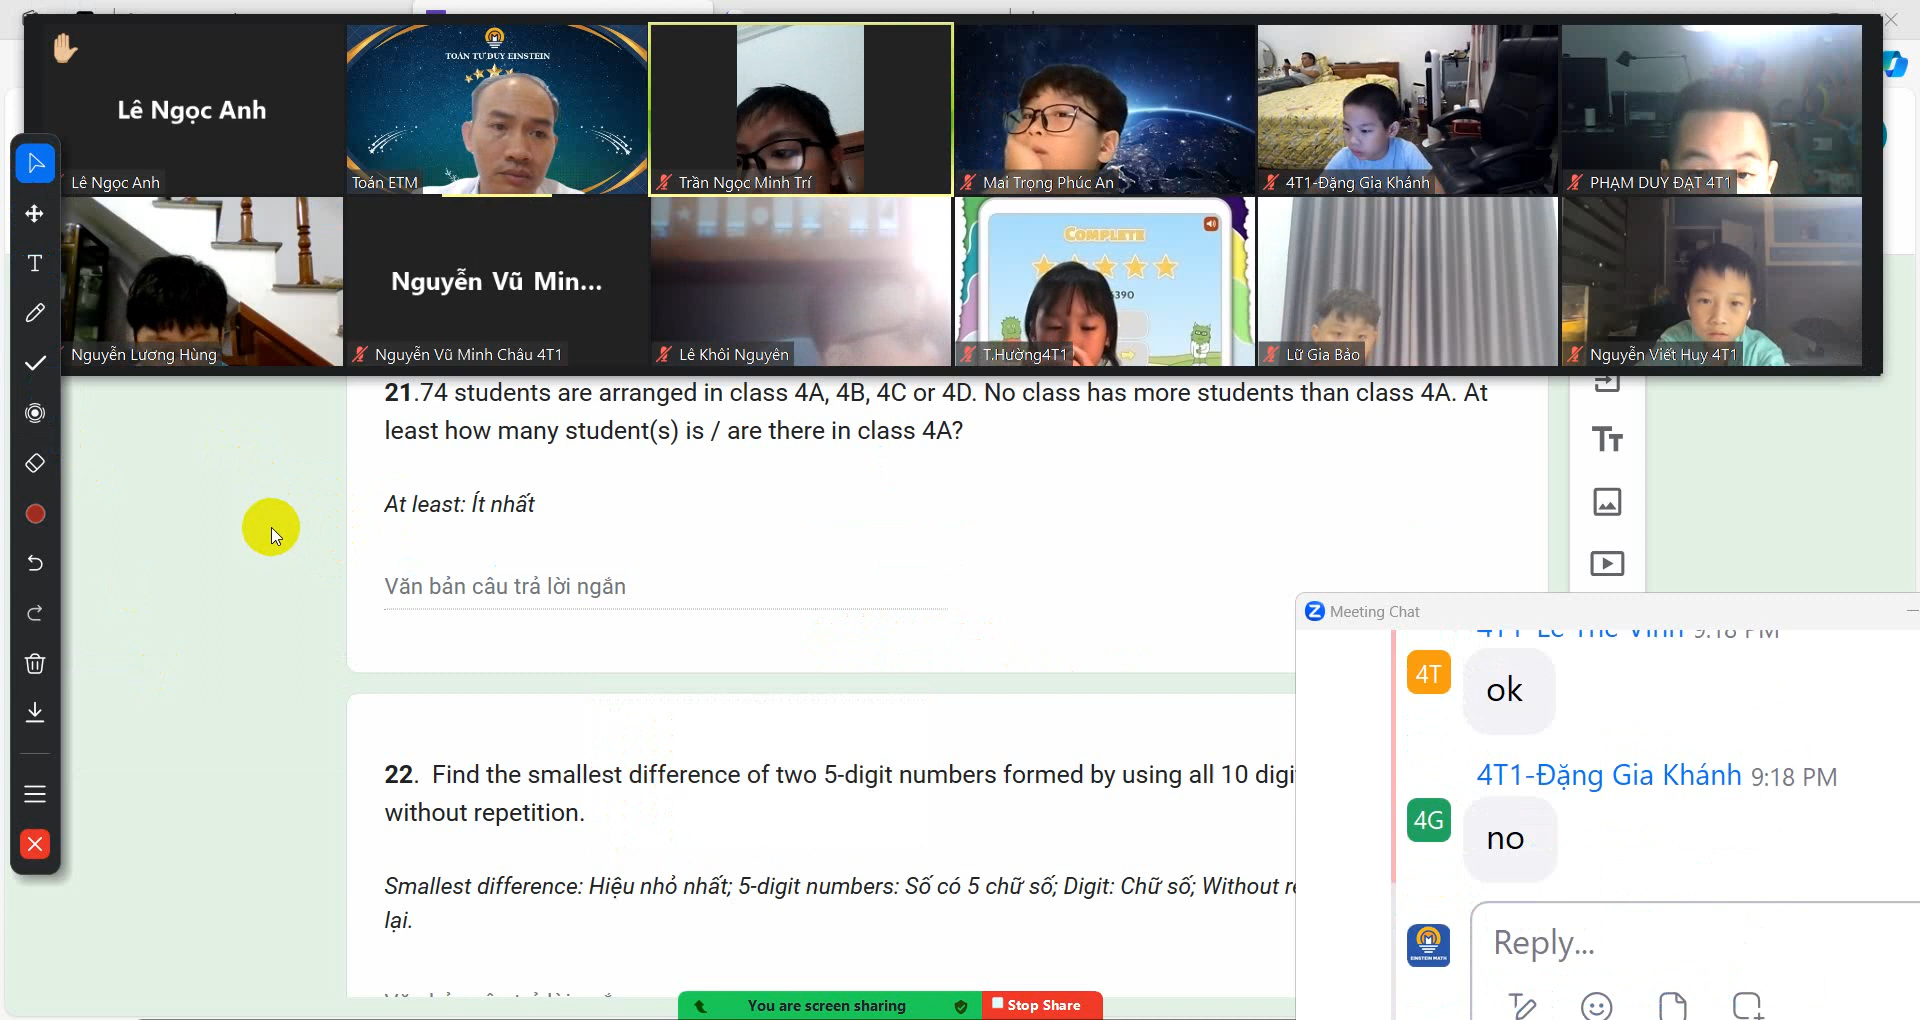 Lê Ngọc Anh
Lê Ngọc Anh
TOÁN TƯ DUY EINSTEIN
Toán ETM
Trần Ngọc Minh Trí
Mai Trọng Phúc An
4T1-Đặng Gia Khánh
PHẠM DUY ĐẠT 4T1
Nguyễn Lương Hùng
Nguyễn Vũ Min...
Nguyễn Vũ Minh Châu 4T1
Lê Khôi Nguyên
COMPLETE
T.Hường4T1
Lữ Gia Bảo
Nguyễn Viết Huy 4T1
21.74 students are arranged in class 4A, 4B, 4C or 4D. No class has more students than class 4A. At
least how many student(s) is / are there in class 4A?
At least: Ít nhất
Văn bản câu trả lời ngắn
22. Find the smallest difference of two 5-digit numbers formed by using all 10 digi
without repetition.
Smallest difference: Hiệu nhỏ nhất; 5-digit numbers: Số có 5 chữ số; Digit: Chữ số; Without
lại.
You are screen sharing
Stop Share
Meeting Chat
4T
ok
4T1-Đặng Gia Khánh 9:18 PM
4G
no
EINSTEIN MATH
Reply...